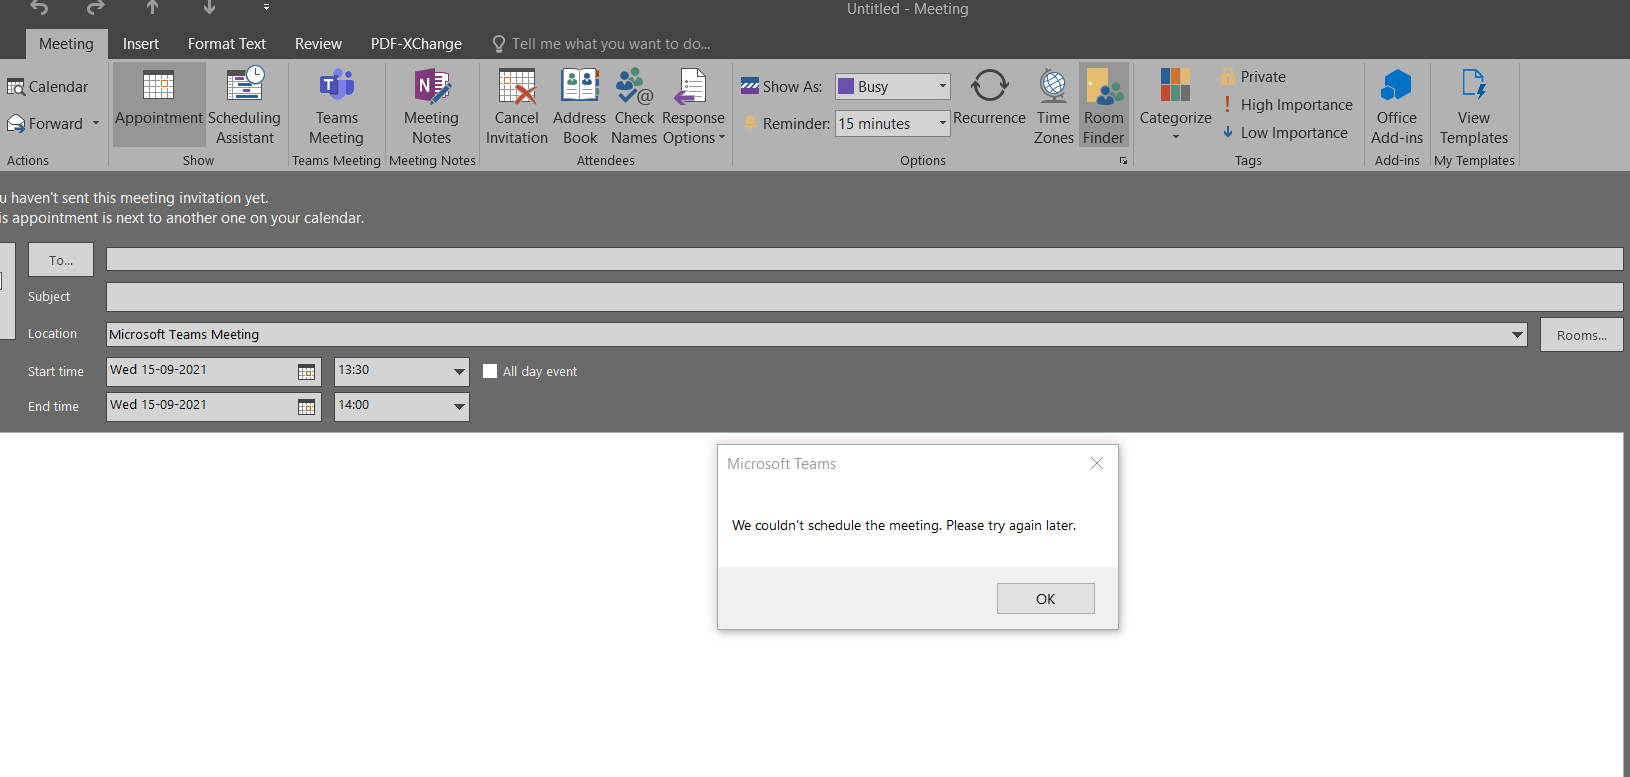 Untitled - Meeting
Meeting Insert Format Text Review PDF-XChange Tell me what you want to do...
Calendar
Forward
Actions
Appointment
Scheduling
Assistant
Show
Teams
Meeting
Teams Meeting
Meeting
Notes
Meeting Notes
Cancel
Invitation
Address
Book
Check
Names
Response
Options
Attendees
Show As: Busy
Reminder: 15 minutes
Recurrence
Time
Zones
Room
Finder
Options
Categorize
Private
High Importance
Low Importance
Tags
Office
Add-ins
Add-ins
View
Templates
My Templates
u haven't sent this meeting invitation yet.
is appointment is next to another one on your calendar.
To...
Subject
Location Microsoft Teams Meeting Rooms...
Start time Wed 15-09-2021 13:30 All day event
End time Wed 15-09-2021 14:00
Microsoft Teams
We couldn't schedule the meeting. Please try again later.
OK